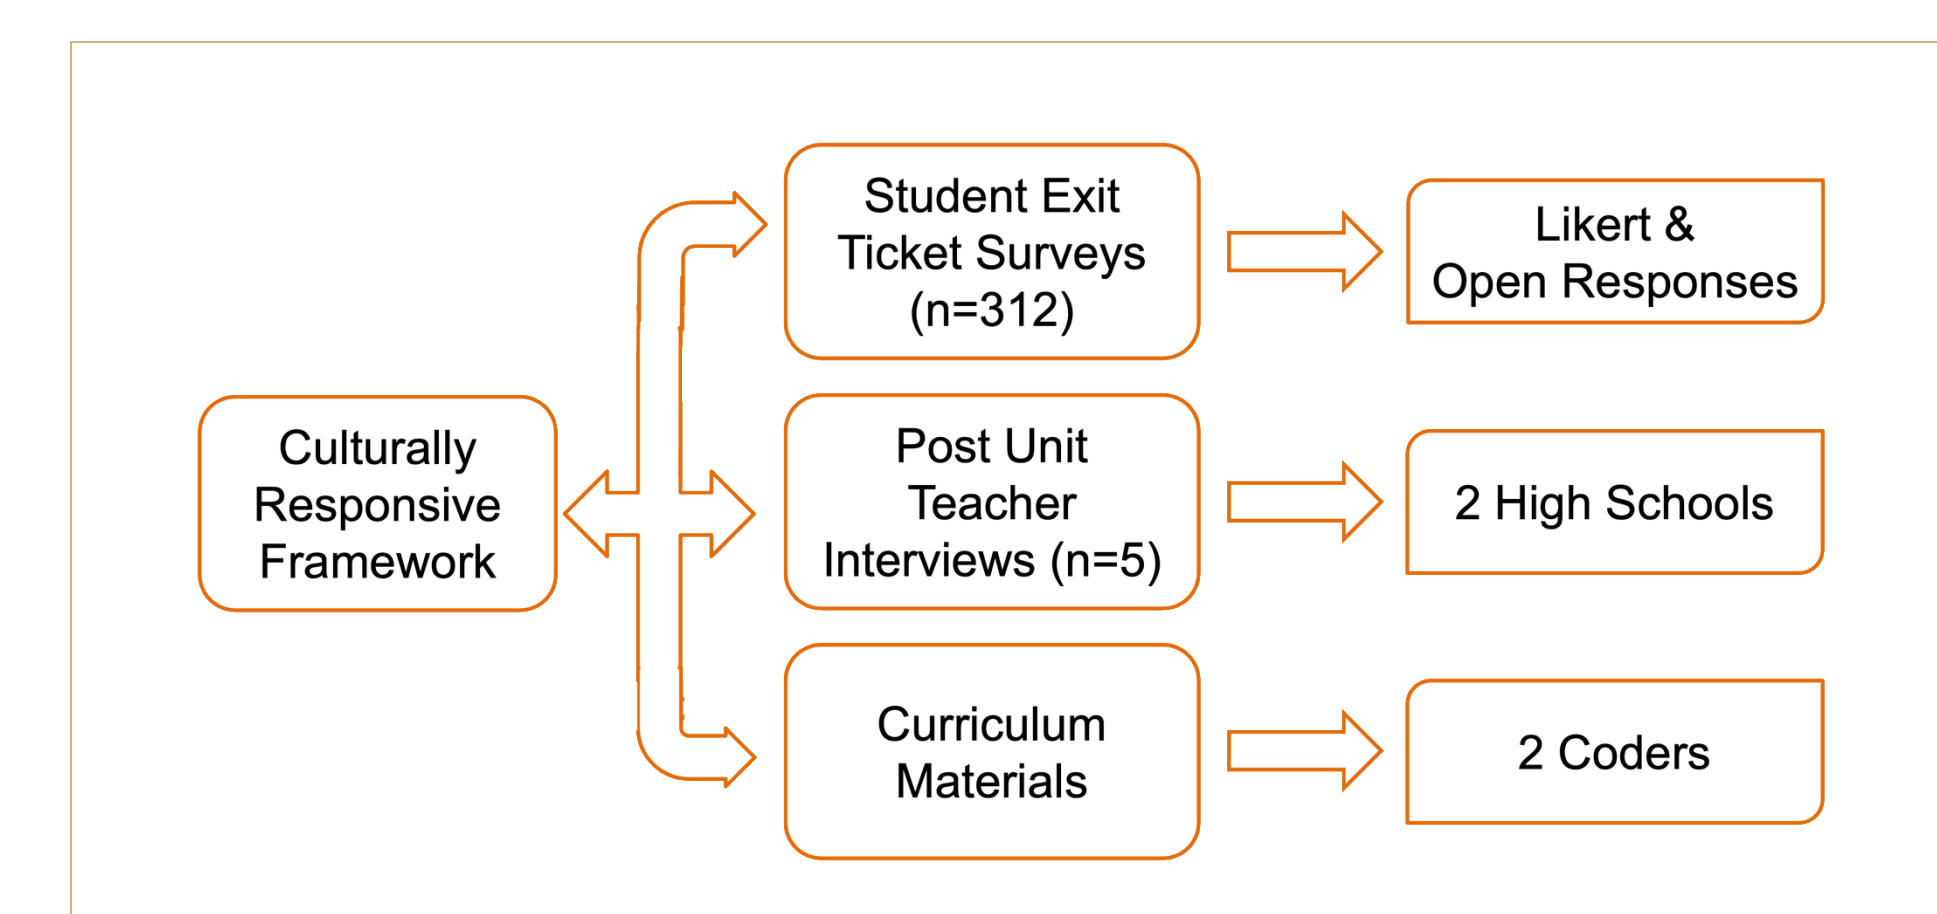 Student Exit
Ticket Surveys
(n=312)
Likert &
Open Responses
Culturally
Responsive
Framework
Post Unit
Teacher
Interviews (n=5)
2 High Schools
Curriculum
Materials
2 Coders